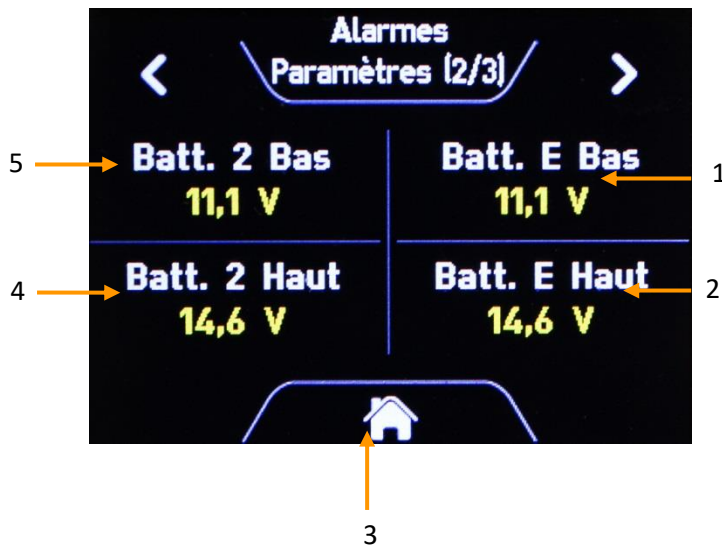 Alarmes
Paramètres (2/3)
5
Batt. 2 Bas
11,1 V
Batt. E Bas
11,1 V
1
4
Batt. 2 Haut
14,6 V
Batt. E Haut
14,6 V
2
3